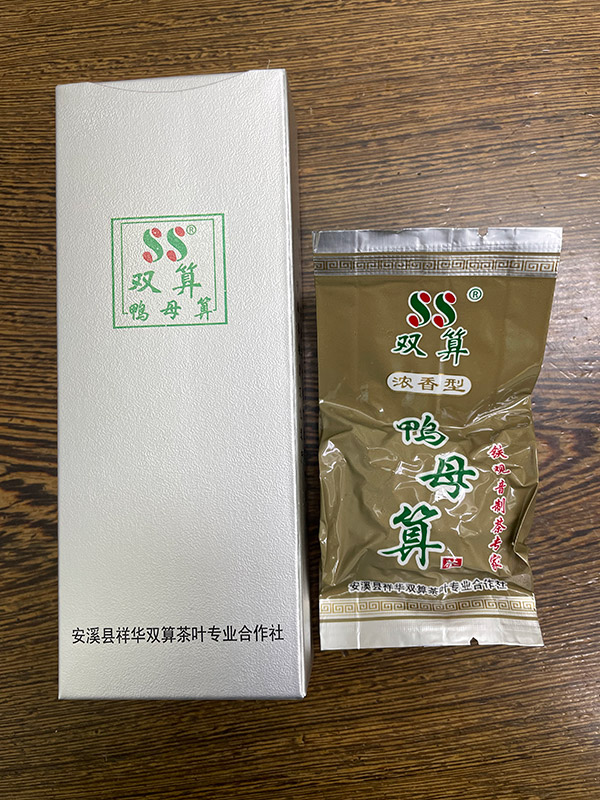 SS®
双算
鸭母算
安溪县祥华双算茶叶专业合作社
SS®
双算
浓香型
鸭母算
铁观音制茶专家
安溪县祥华双算茶叶专业合作社